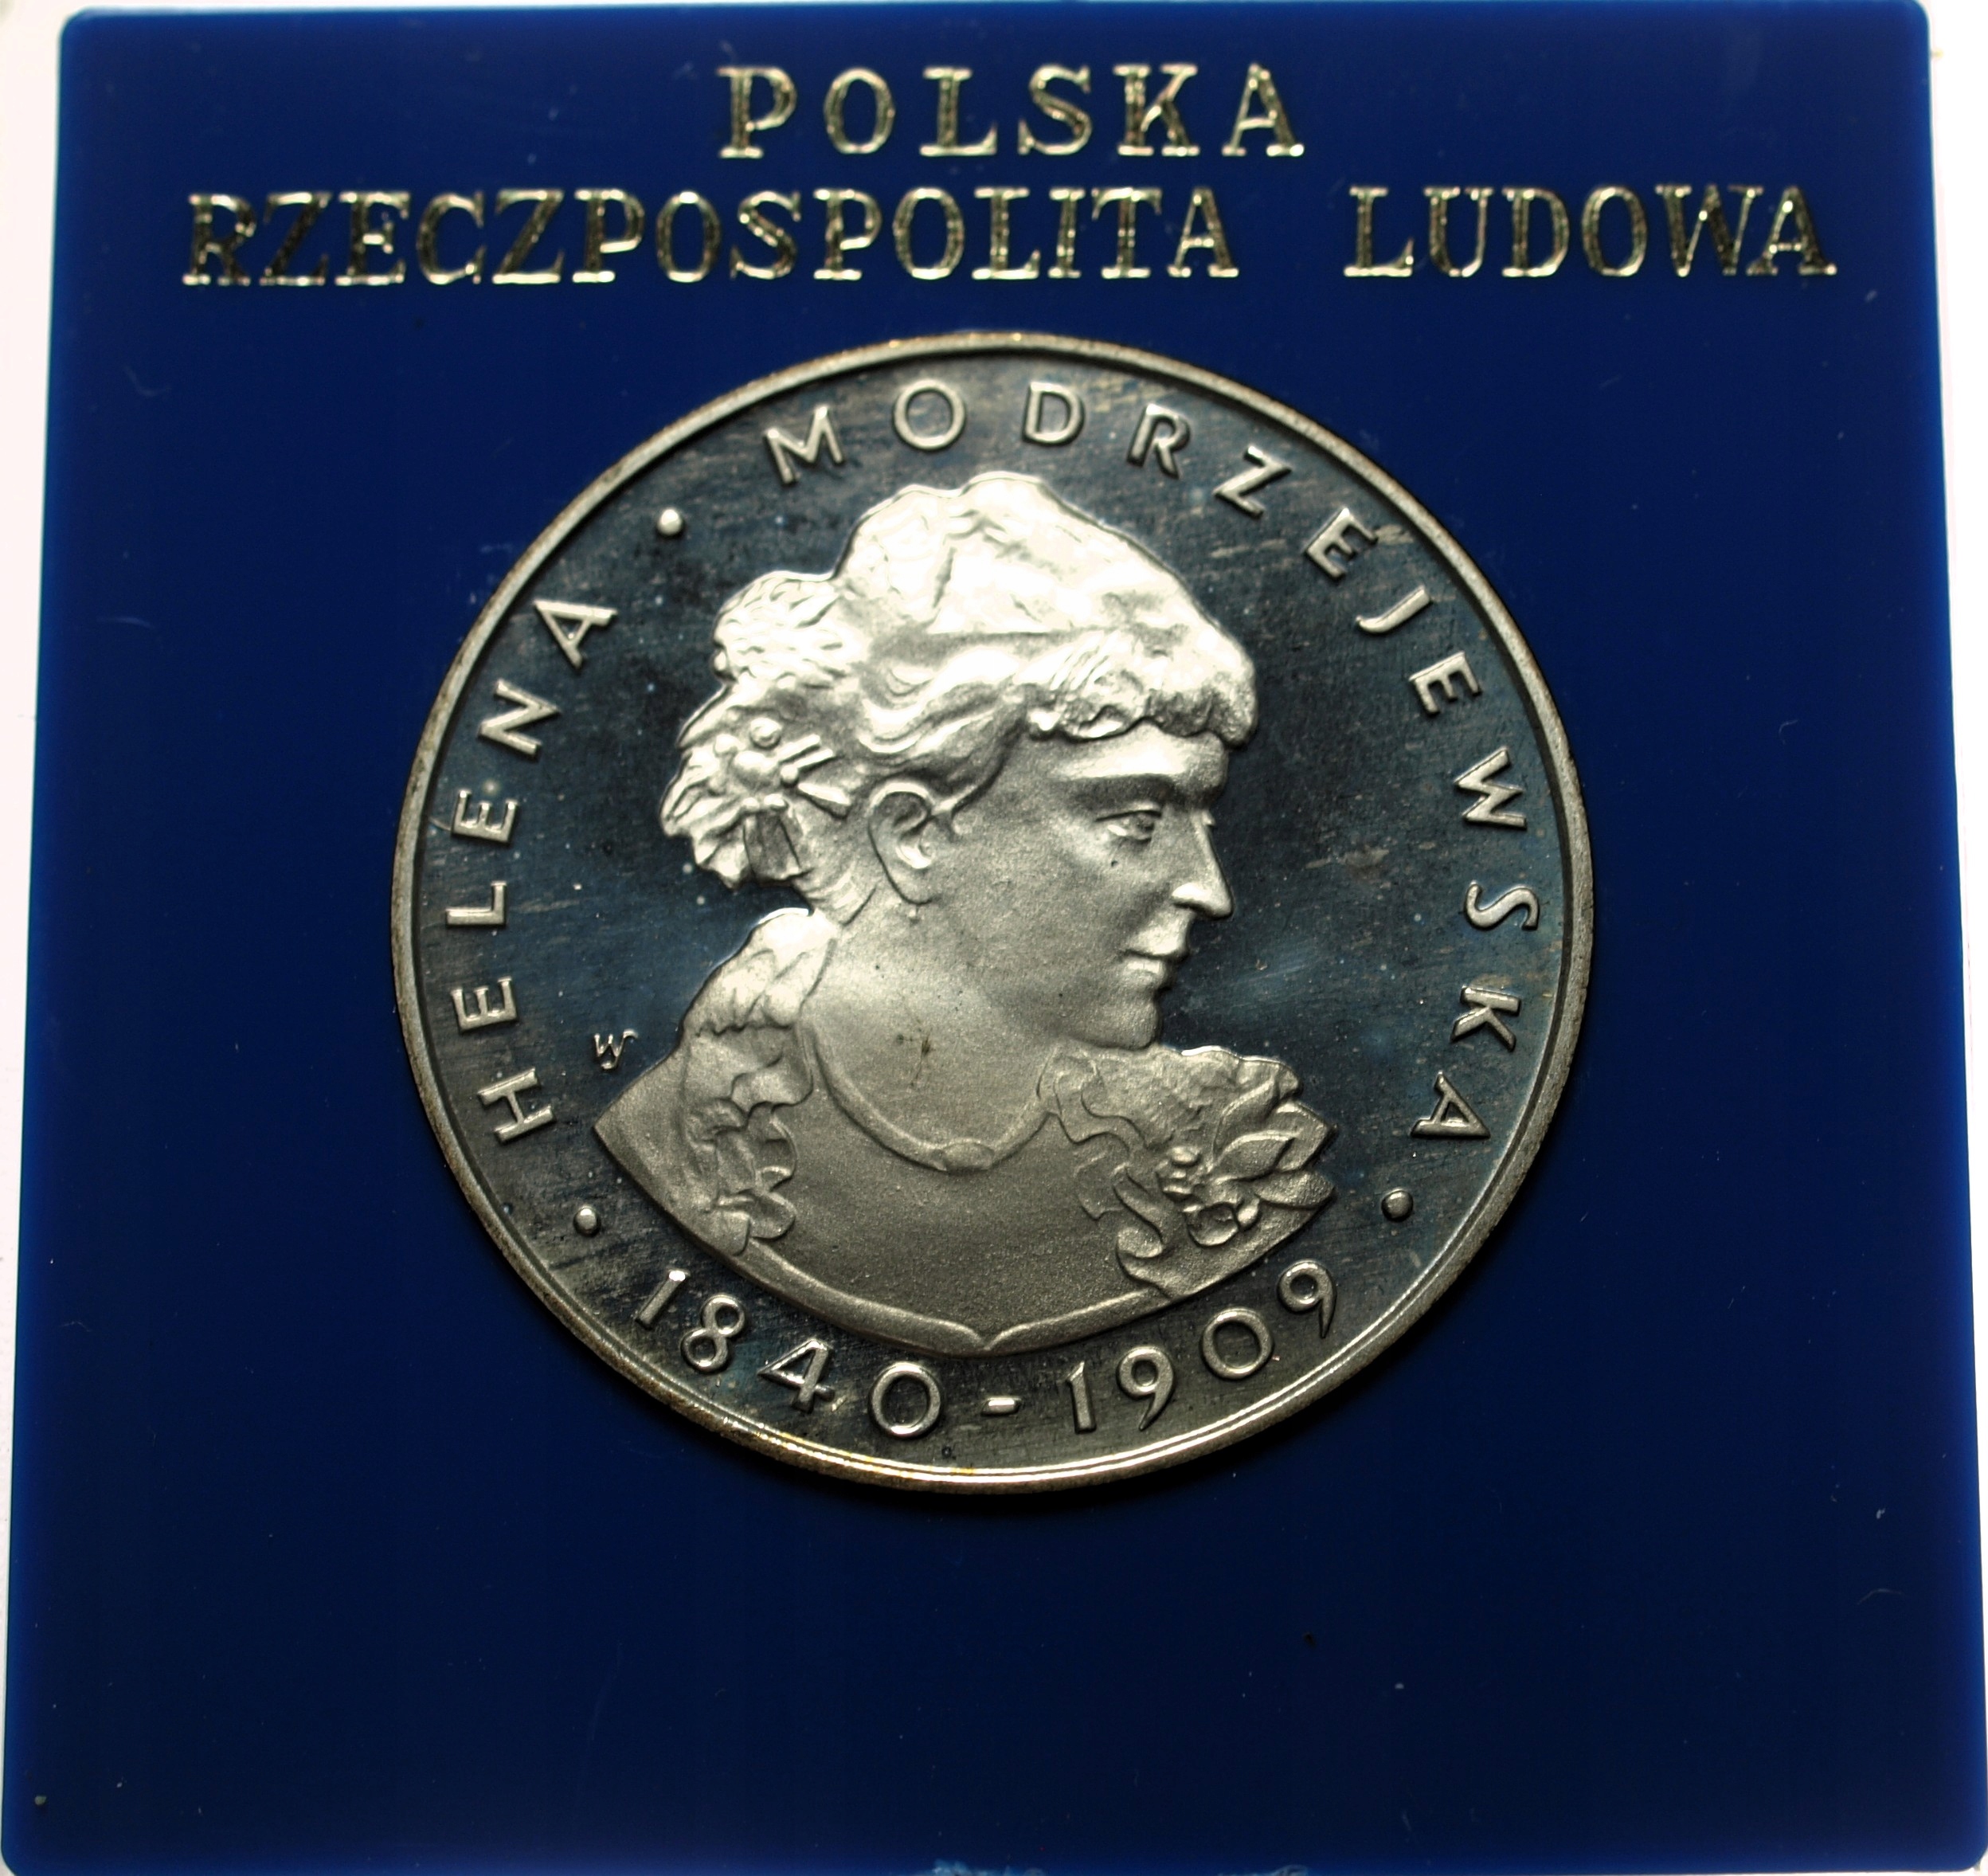 POLSKA
RZECZPOSPOLITA LUDOWA
HELENA • MODRZEJEWSKA
• 1840-1909 •
W